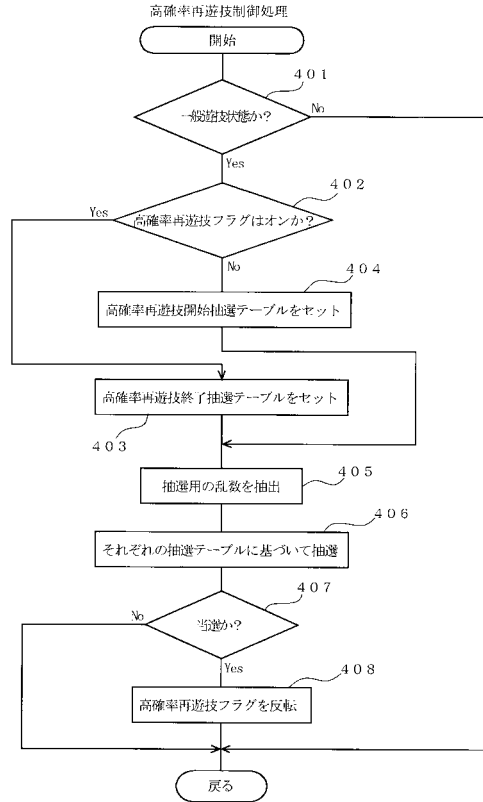 高確率再遊技制御処理
開始
401
一般遊技状態か？
No
Yes
402
Yes
高確率再遊技フラグはオンか？
No
404
高確率再遊技開始抽選テーブルをセット
高確率再遊技終了抽選テーブルをセット
403
405
抽選用の乱数を抽出
406
それぞれの抽選テーブルに基づいて抽選
407
No
当選か？
Yes
408
高確率再遊技フラグを反転
戻る